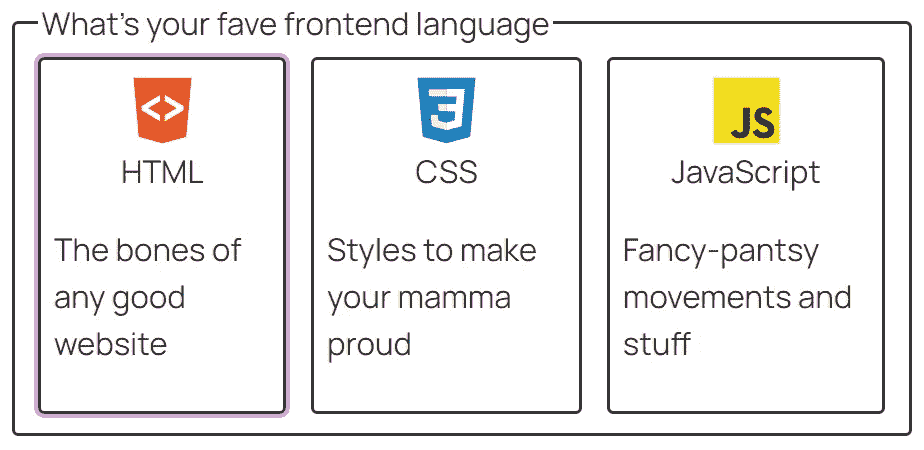 What's your fave frontend language
<>
HTML
The bones of
any good
website
3
CSS
Styles to make
your mamma
proud
JS
JavaScript
Fancy-pantsy
movements and
stuff